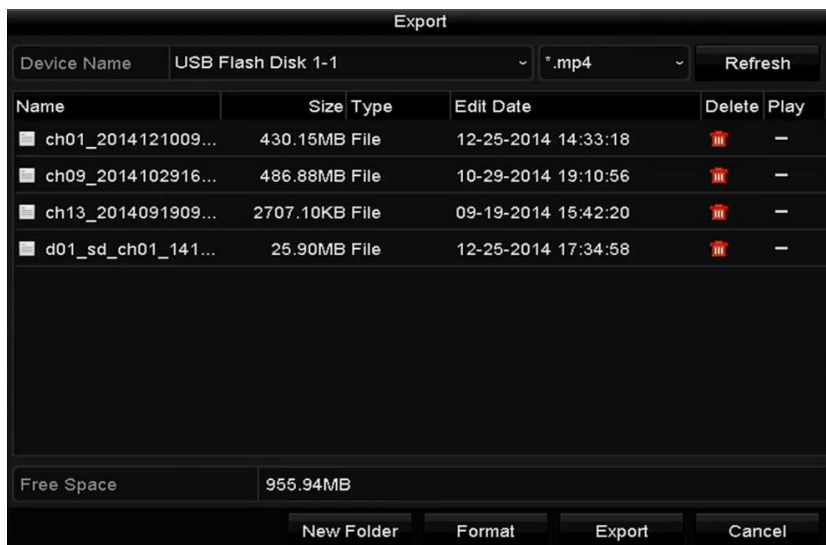 Export
Device Name USB Flash Disk 1-1 *.mp4 Refresh
Name Size Type Edit Date Delete Play
ch01_2014121009... 430.15MB File 12-25-2014 14:33:18 –
ch09_2014102916... 486.88MB File 10-29-2014 19:10:56 –
ch13_2014091909... 2707.10KB File 09-19-2014 15:42:20 –
d01_sd_ch01_141... 25.90MB File 12-25-2014 17:34:58 –
Free Space 955.94MB
New Folder Format Export Cancel